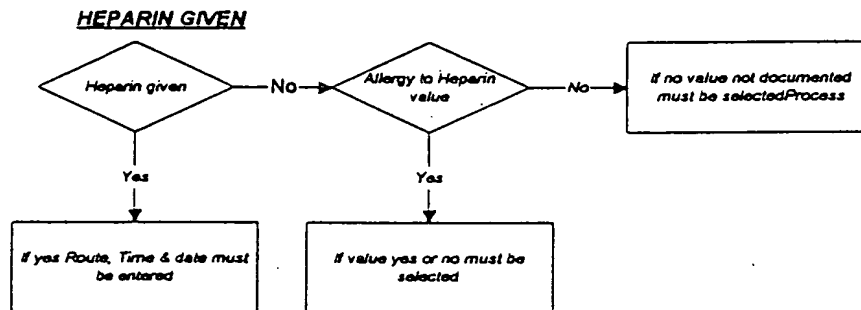 HEPARIN GIVEN
Heparin given
No
Allergy to Heparin
value
No
If no value not documented
must be selectedProcess
Yes
Yes
If yes Route, Time & date must
be entered
If value yes or no must be
selected